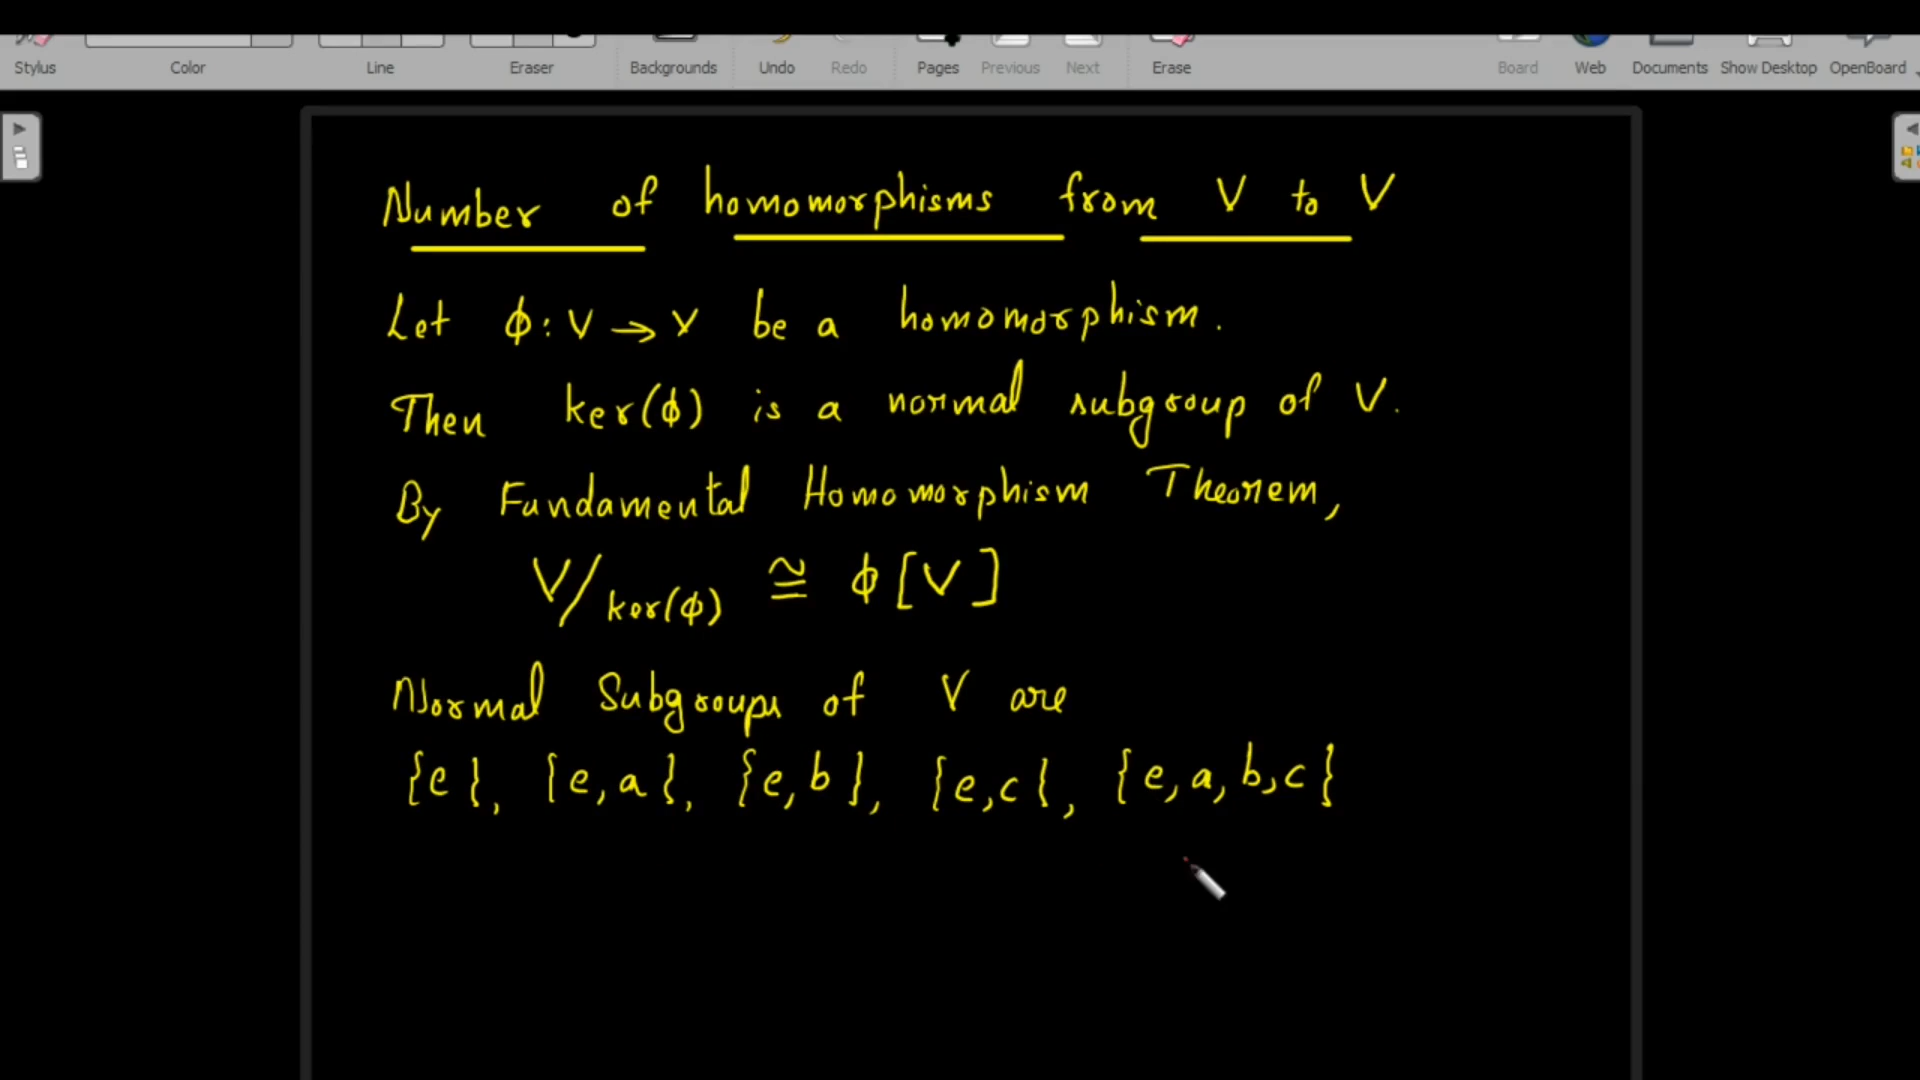 Stylus Color Line Eraser Backgrounds Undo Redo Pages Previous Next Erase Board Web Documents Show Desktop OpenBoard
Number of homomorphisms from V to V
Let ϕ: V → V be a homomorphism.
Then ker(ϕ) is a normal subgroup of V.
By Fundamental Homomorphism Theorem,
V/ker(ϕ) ≅ ϕ[V]
Normal Subgroups of V are
{e}, {e,a}, {e,b}, {e,c}, {e,a,b,c}